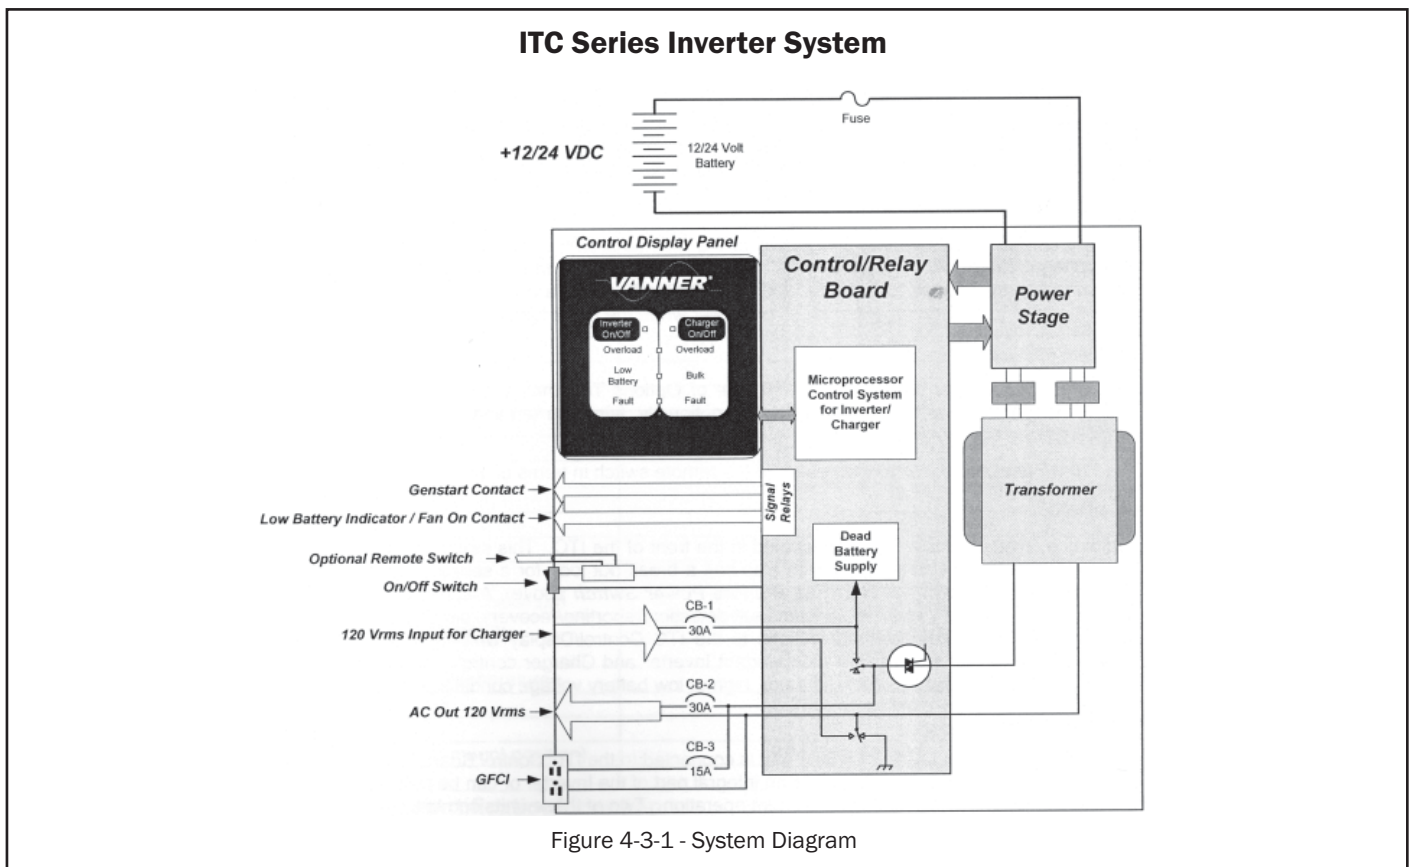 ITC Series Inverter System
Fuse
+12/24 VDC
12/24 Volt
Battery
Control Display Panel
VANNER
Inverter
On/Off
Charger
On/Off
Overload
Overload
Low
Battery
Bulk
Fault
Fault
Control/Relay
Board
Power
Stage
Microprocessor
Control System
for Inverter/
Charger
Transformer
Signal
Relays
Genstart Contact
Low Battery Indicator / Fan On Contact
Optional Remote Switch
On/Off Switch
Dead
Battery
Supply
CB-1
30A
120 Vrms Input for Charger
CB-2
30A
AC Out 120 Vrms
CB-3
15A
GFCI
Figure 4-3-1 - System Diagram